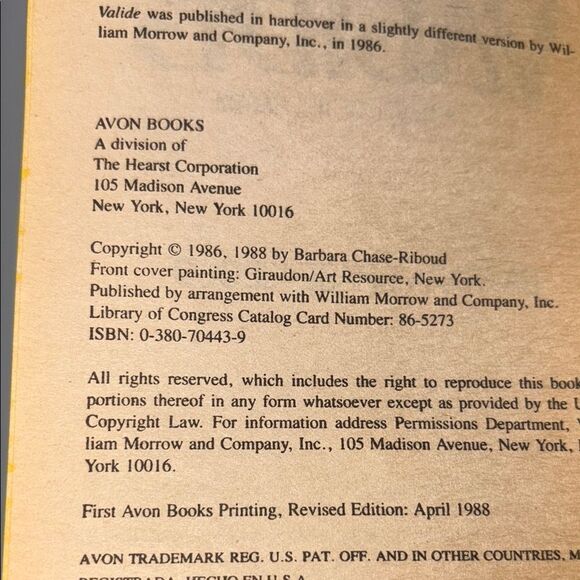 Valide was published in hardcover in a slightly different version by Wil-
liam Morrow and Company, Inc., in 1986.
AVON BOOKS
A division of
The Hearst Corporation
105 Madison Avenue
New York, New York 10016
Copyright © 1986, 1988 by Barbara Chase-Riboud
Front cover painting: Giraudon/Art Resource, New York.
Published by arrangement with William Morrow and Company, Inc.
Library of Congress Catalog Card Number: 86-5273
ISBN: 0-380-70443-9
All rights reserved, which includes the right to reproduce this book
portions thereof in any form whatsoever except as provided by the U
Copyright Law. For information address Permissions Department,
liam Morrow and Company, Inc., 105 Madison Avenue, New York,
York 10016.
First Avon Books Printing, Revised Edition: April 1988
AVON TRADEMARK REG. U.S. PAT. OFF. AND IN OTHER COUNTRIES, M
REGISTRADA, HECHO EN U.S.A.